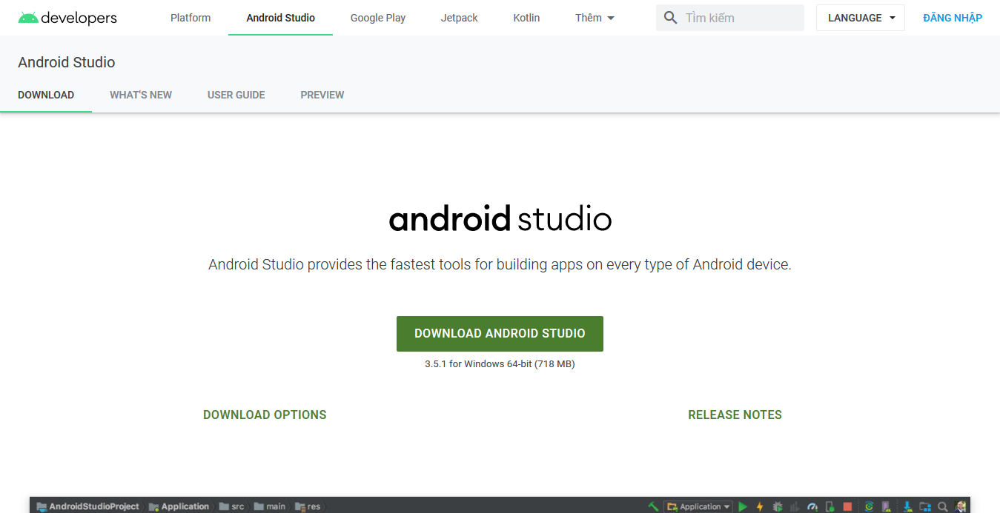 developers Platform Android Studio Google Play Jetpack Kotlin Thêm Tìm kiếm LANGUAGE ĐĂNG NHẬP
Android Studio
DOWNLOAD WHAT'S NEW USER GUIDE PREVIEW
android studio
Android Studio provides the fastest tools for building apps on every type of Android device.
DOWNLOAD ANDROID STUDIO
3.5.1 for Windows 64-bit (718 MB)
DOWNLOAD OPTIONS RELEASE NOTES
AndroidStudioProject Application src main res Application